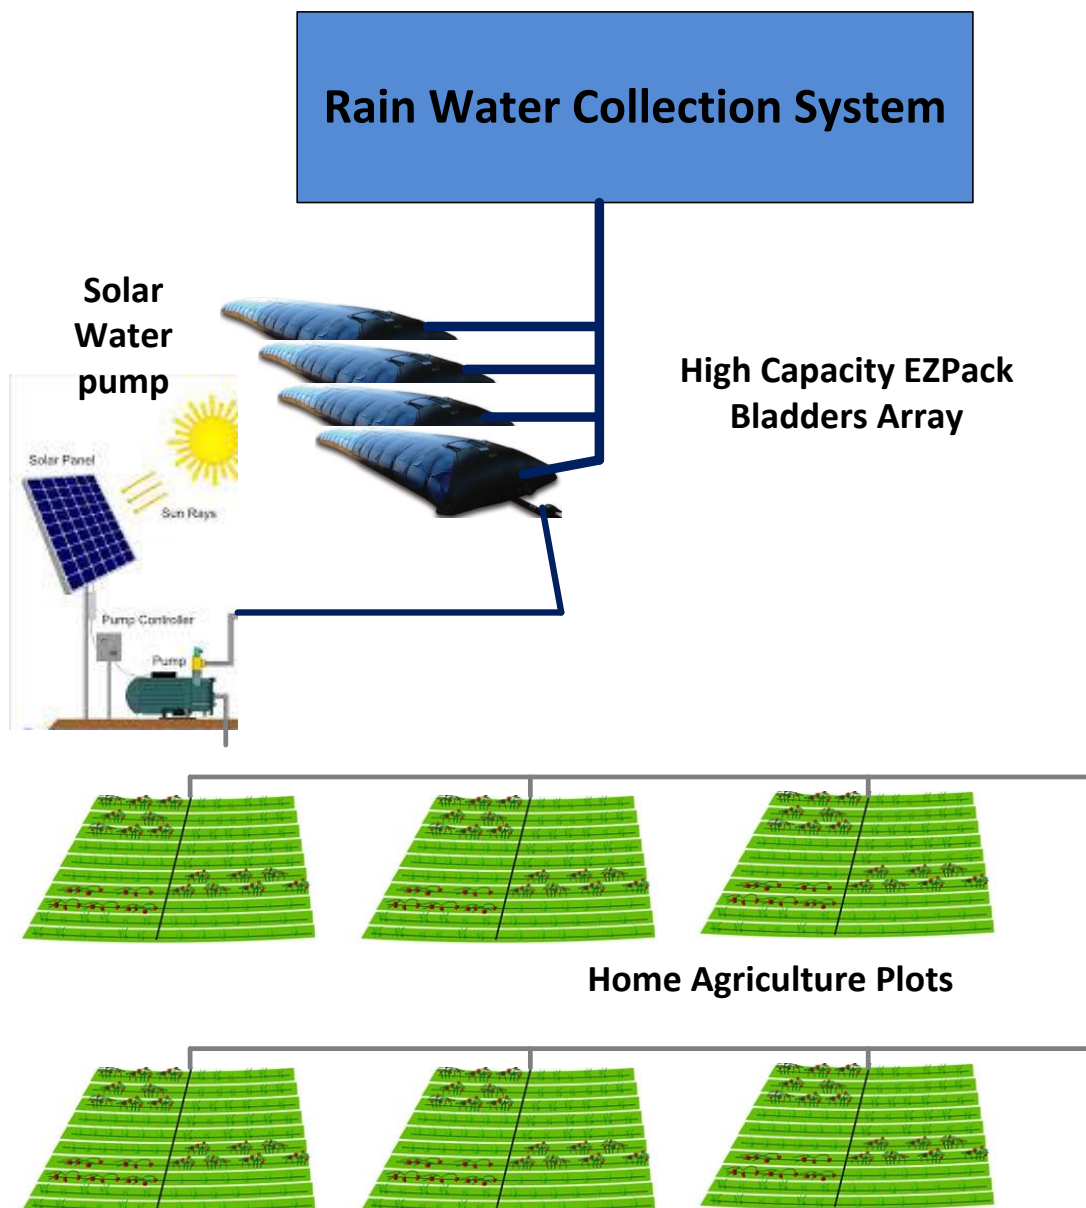 Rain Water Collection System
Solar
Water
pump
High Capacity EZPack
Bladders Array
Solar Panel
Sun Rays
Pump Controller
Pump
Home Agriculture Plots